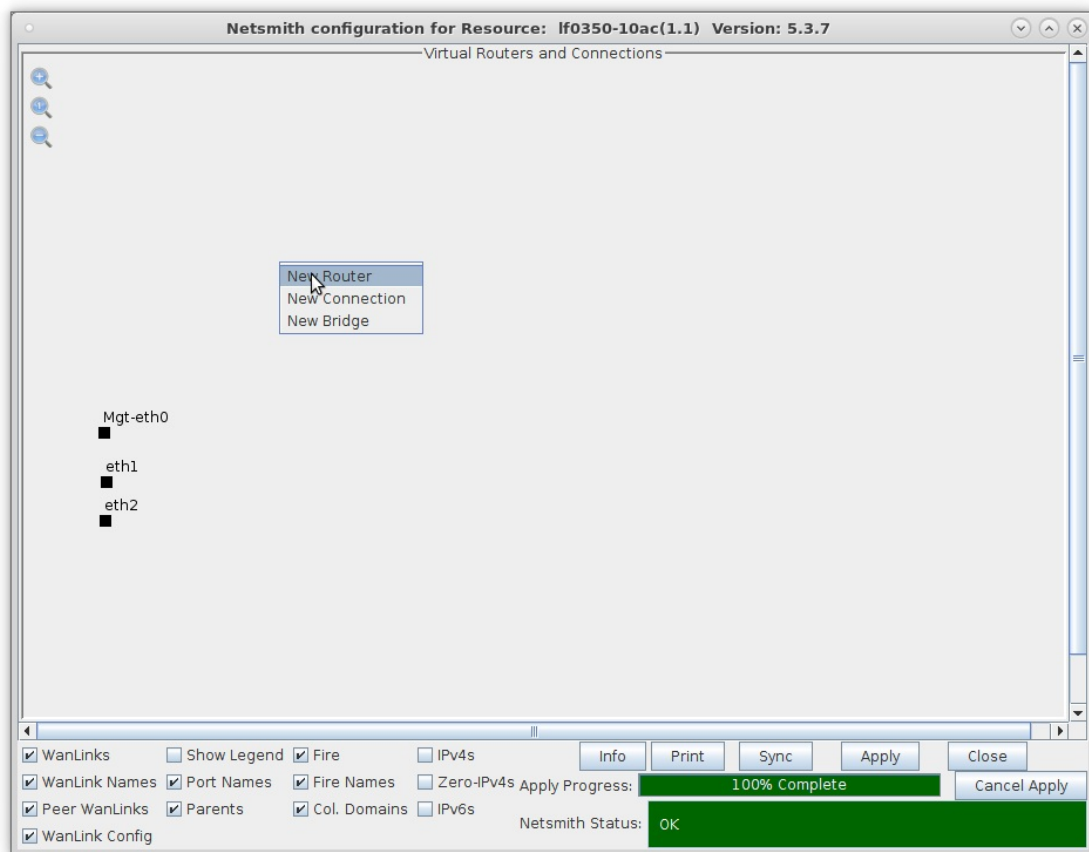 Netsmith configuration for Resource:  lf0350-10ac(1.1)  Version: 5.3.7
Virtual Routers and Connections
New Router
New Connection
New Bridge
Mgt-eth0
eth1
eth2
WanLinks Show Legend Fire IPv4s Info Print Sync Apply Close
WanLink Names Port Names Fire Names Zero-IPv4s Apply Progress: 100% Complete Cancel Apply
Peer WanLinks Parents Col. Domains IPv6s
Netsmith Status: OK
WanLink Config